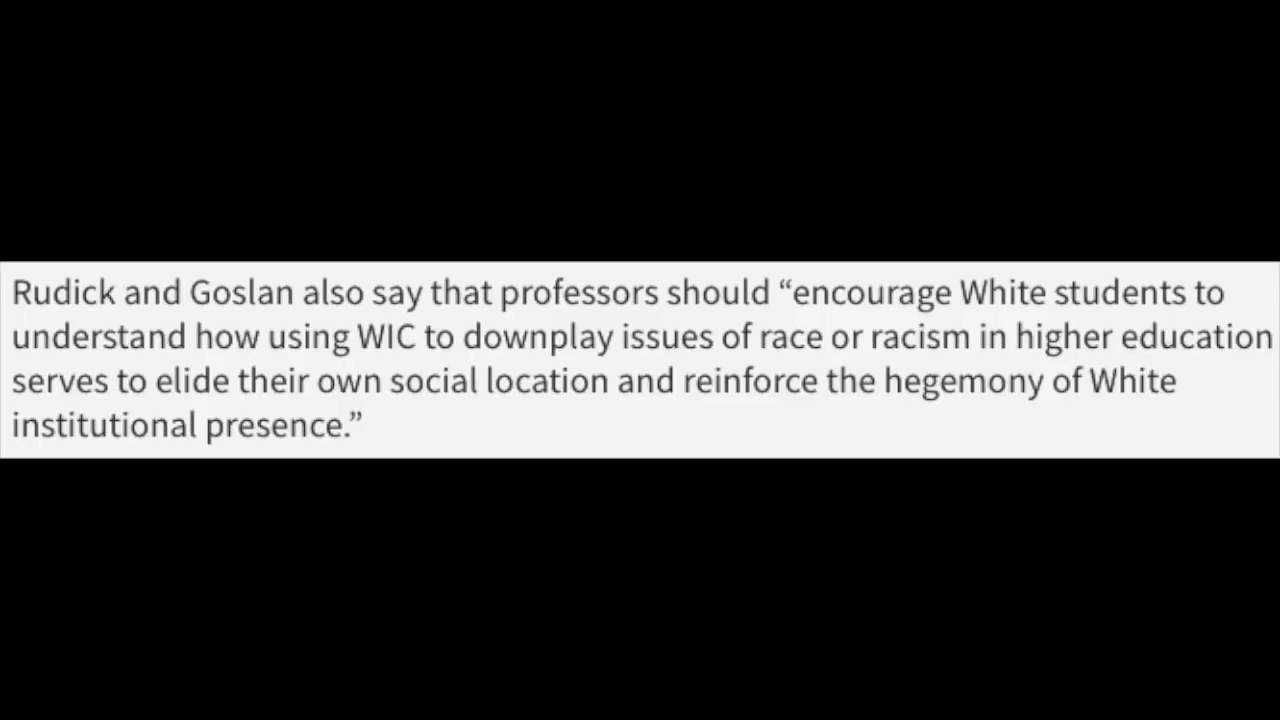 Rudick and Goslan also say that professors should “encourage White students to
understand how using WIC to downplay issues of race or racism in higher education
serves to elide their own social location and reinforce the hegemony of White
institutional presence.”